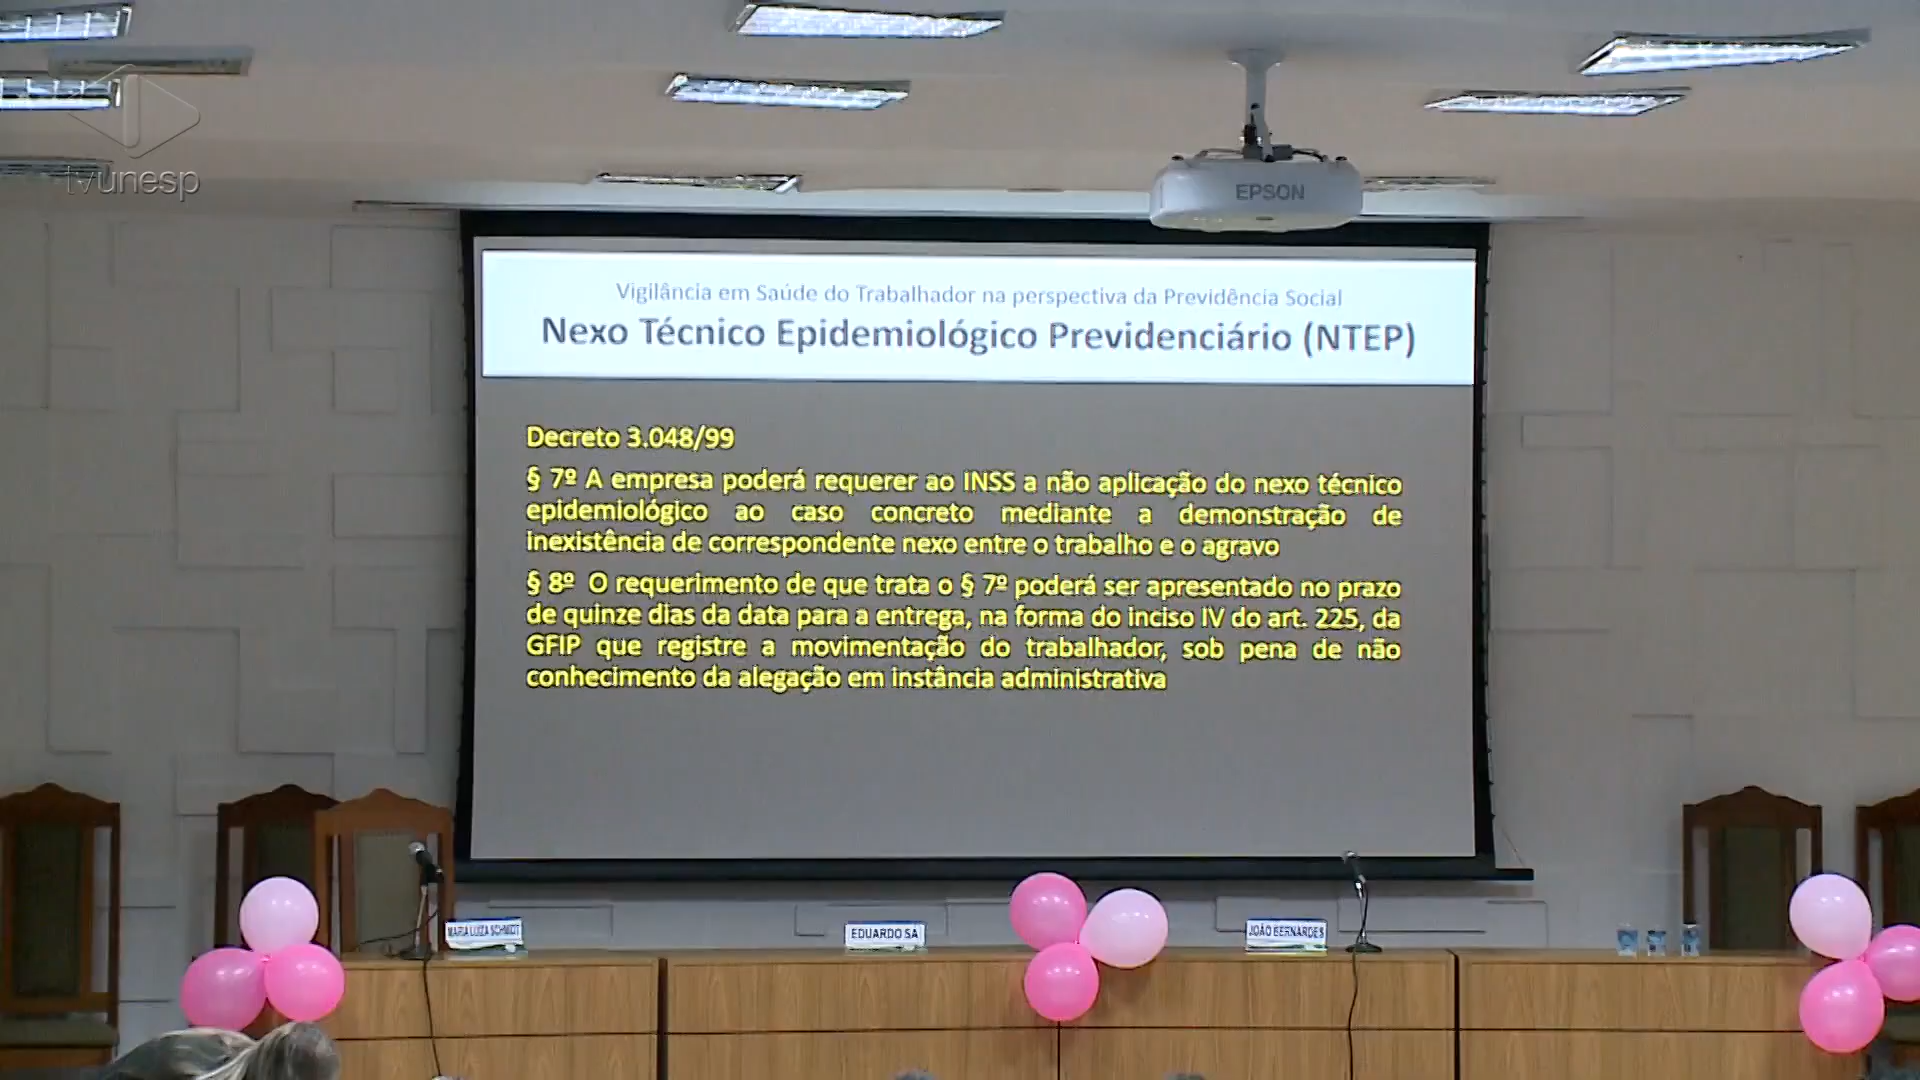 tvunesp
EPSON
Vigilância em Saúde do Trabalhador na perspectiva da Previdência Social
Nexo Técnico Epidemiológico Previdenciário (NTEP)
Decreto 3.048/99
§ 7º A empresa poderá requerer ao INSS a não aplicação do nexo técnico
epidemiológico ao caso concreto mediante a demonstração de
inexistência de correspondente nexo entre o trabalho e o agravo
§ 8º O requerimento de que trata o § 7º poderá ser apresentado no prazo
de quinze dias da data para a entrega, na forma do inciso IV do art. 225, da
GFIP que registre a movimentação do trabalhador, sob pena de não
conhecimento da alegação em instância administrativa
MARIA LUIZA SCHMIDT
EDUARDO SA
JOÃO BERNARDES